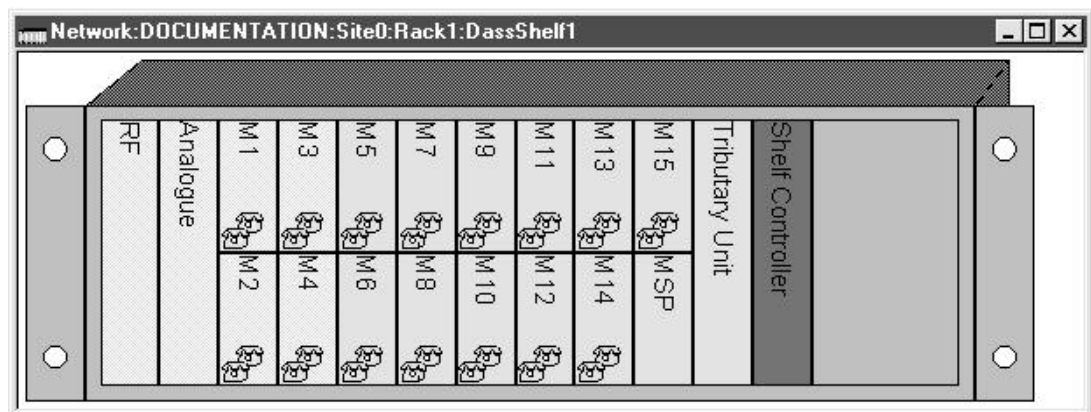 Network:DOCUMENTATION:Site0:Rack1:DassShelf1
RF
Analogue
M1
M2
M3
M4
M5
M6
M7
M8
M9
M10
M11
M12
M13
M14
M15
MSP
Tributary Unit
Shelf Controller